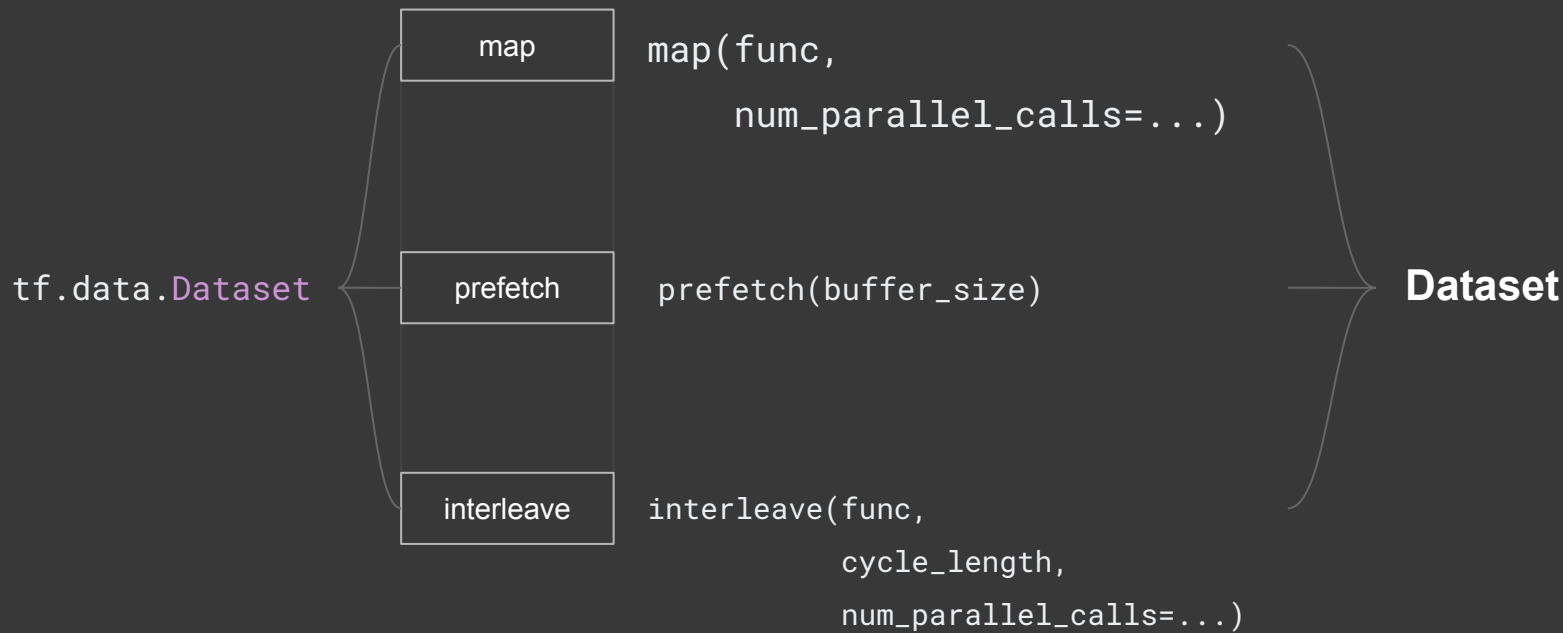 map
map(func,
num_parallel_calls=...)
tf.data.Dataset
prefetch
prefetch(buffer_size)
Dataset
interleave
interleave(func,
cycle_length,
num_parallel_calls=...)